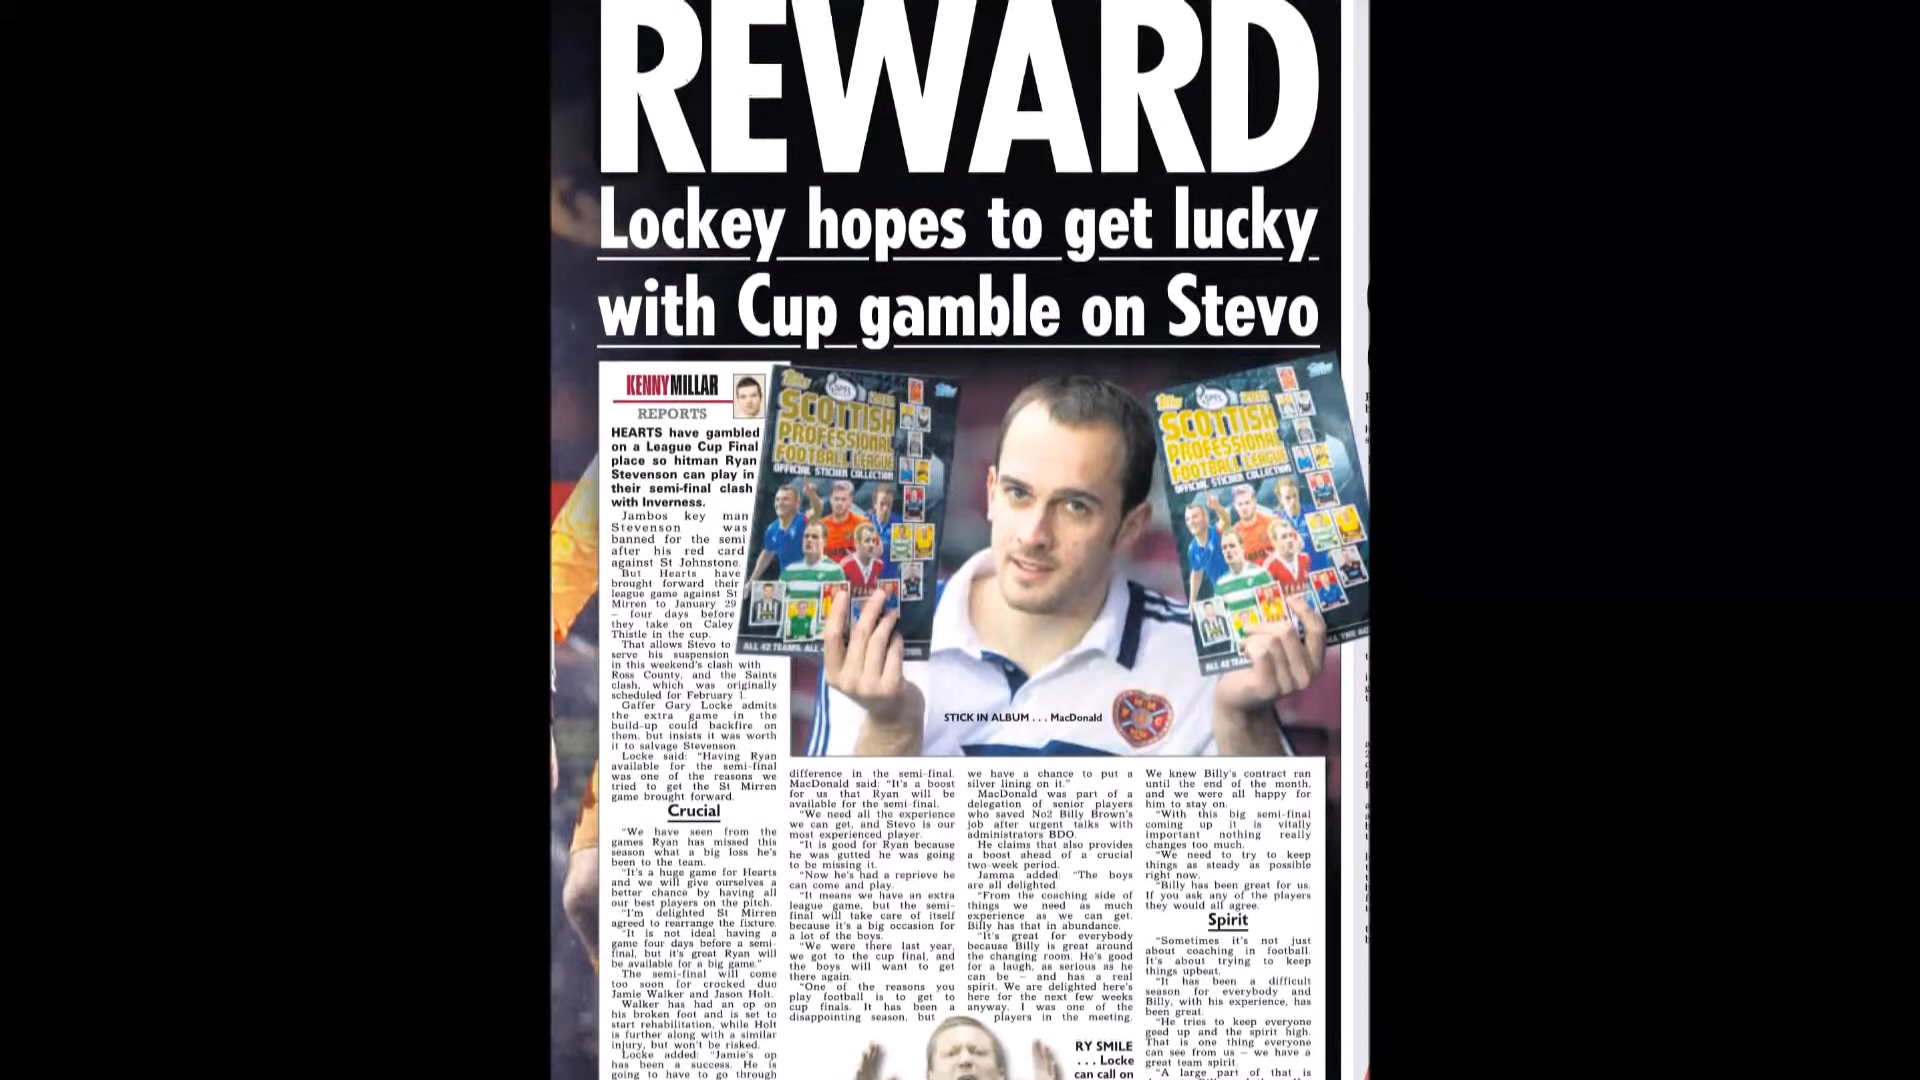 REWARD
Lockey hopes to get lucky
with Cup gamble on Stevo
KENNYMILLAR
REPORTS
HEARTS have gambled
on a League Cup Final
place so hitman Ryan
Stevenson can play in
their semi-final clash
with Inverness.
Jambos key man
Stevenson was
banned for the semi
after his red card
against St Johnstone.
But Hearts have
brought forward their
league game against St
Mirren to January 29
– four days before
they take on Caley
Thistle in the cup.
That allows Stevo to
serve his suspension
in this weekend's clash with
Ross County, and the Saints
clash, which was originally
scheduled for February 1.
Gaffer Gary Locke admits
the extra game in the
build-up could backfire on
them, but insists it was worth
it to salvage Stevenson.
Locke said: "Having Ryan
available for the semi-final
was one of the reasons we
tried to get the St Mirren
game brought forward.
Crucial
"We have seen from the
games Ryan has missed this
season what a big loss he's
been to the team.
"It's a huge game for Hearts
and we will give ourselves a
better chance by having all
our best players on the pitch.
"I'm delighted St Mirren
agreed to rearrange the fixture.
"It is not ideal having a
game four days before a semi-
final, but it's great Ryan will
be available for a big game."
The semi-final will come
too soon for crocked duo
Jamie Walker and Jason Holt.
Walker has had an op on
his broken foot and is set to
start rehabilitation, while Holt
is further along with a similar
injury, but won't be risked.
Locke added: "Jamie's op
has been a success. He is
going to have to go through
SPFL
SCOTTISH
PROFESSIONAL
FOOTBALL LEAGUE
OFFICIAL STICKER COLLECTION
ALL 42 TEAMS. ALL
SPFL
SCOTTISH
PROFESSIONAL
FOOTBALL LEAGUE
OFFICIAL STICKER COLLECTION
ALL 42 TEAMS
STICK IN ALBUM . . . MacDonald
difference in the semi-final.
MacDonald said: "It's a boost
for us that Ryan will be
available for the semi-final.
"We need all the experience
we can get, and Stevo is our
most experienced player.
"It is good for Ryan because
he was gutted he was going
to be missing it.
"Now he's had a reprieve he
can come and play.
"It means we have an extra
league game, but the semi-
final will take care of itself
because it's a big occasion for
a lot of the boys.
"We were there last year,
we got to the cup final, and
the boys will want to get
there again.
"One of the reasons you
play football is to get to
cup finals. It has been a
disappointing season, but
we have a chance to put a
silver lining on it."
MacDonald was part of a
delegation of senior players
who saved No2 Billy Brown's
job after urgent talks with
administrators BDO.
He claims that also provides
a boost ahead of a crucial
two-week period.
Jamma added: "The boys
are all delighted.
"From the coaching side of
things we need as much
experience as we can get.
Billy has that in abundance.
"It's great for everybody
because Billy is great around
the changing room. He's good
for a laugh, as serious as he
can be – and has a real
spirit. We are delighted here's
here for the next few weeks
anyway. I was one of the
players in the meeting.
RY SMILE
. . . Locke
can call on
We knew Billy's contract ran
until the end of the month,
and we were all happy for
him to stay on.
"With this big semi-final
coming up it is vitally
important nothing really
changes too much.
"We need to try to keep
things as steady as possible
right now.
"Billy has been great for us.
If you ask any of the players
they would all agree.
Spirit
"Sometimes it's not just
about coaching in football.
It's about trying to keep
things upbeat.
"It has been a difficult
season for everybody and
Billy, with his experience, has
been great.
"He tries to keep everyone
geed up and the spirit high.
That is one thing everyone
can see from us – we have a
great team spirit.
"A large part of that is